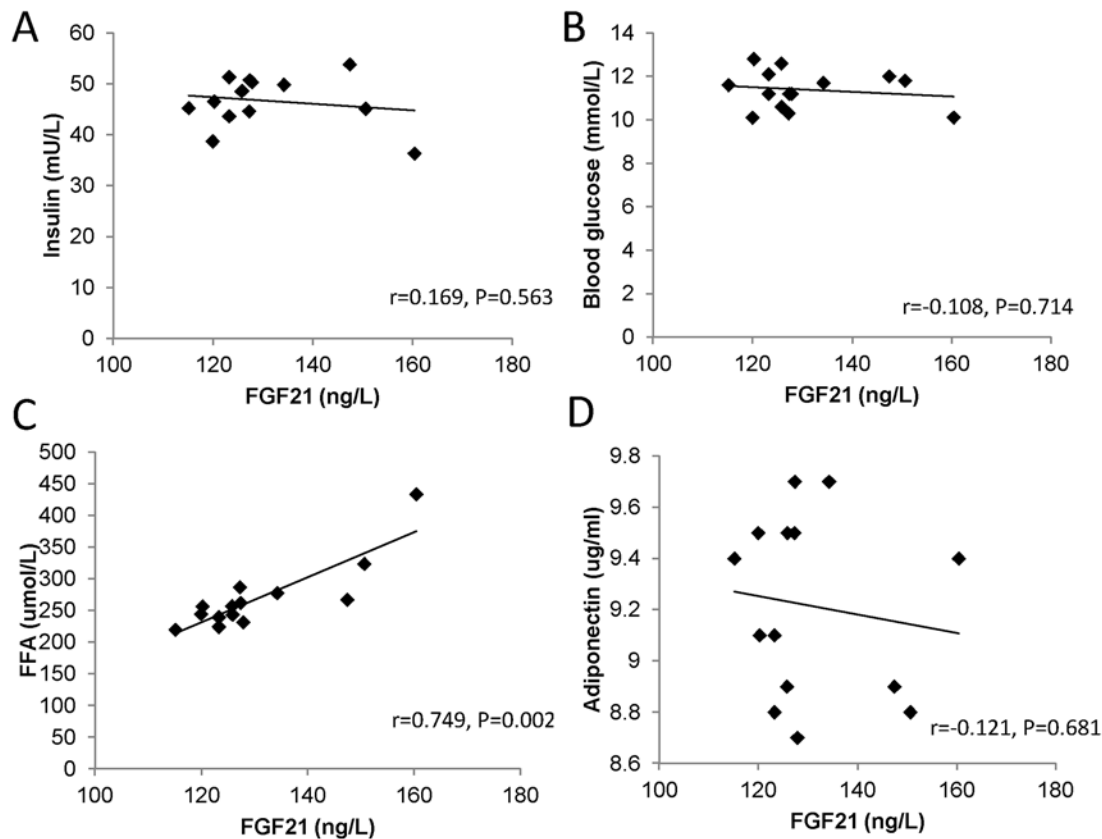 A
Insulin (mU/L)
60
50
40
30
20
10
0
r=0.169, P=0.563
100 120 140 160 180
FGF21 (ng/L)
B
Blood glucose (mmol/L)
14
12
10
8
6
4
2
0
r=-0.108, P=0.714
100 120 140 160 180
FGF21 (ng/L)
C
FFA (umol/L)
500
450
400
350
300
250
200
150
100
50
0
r=0.749, P=0.002
100 120 140 160 180
FGF21 (ng/L)
D
Adiponectin (ug/ml)
9.8
9.6
9.4
9.2
9
8.8
8.6
r=-0.121, P=0.681
100 120 140 160 180
FGF21 (ng/L)